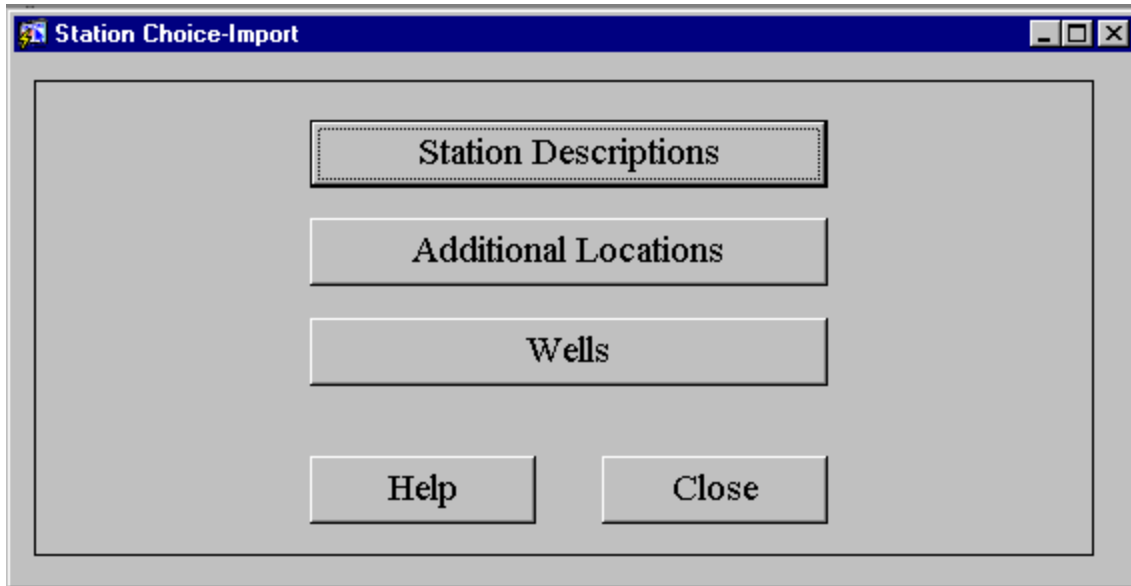 Station Choice-Import
Station Descriptions
Additional Locations
Wells
Help
Close